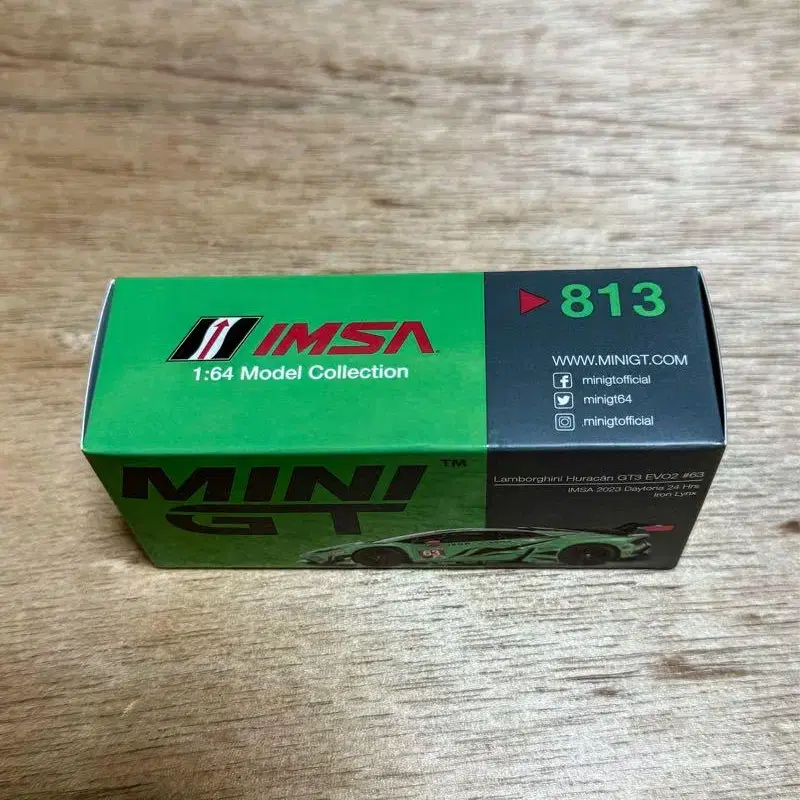 IMSA
1:64 Model Collection
813
WWW.MINIGT.COM
minigtofficial
minigt64
minigtofficial
MINI ™
GT
Lamborghini Huracán GT3 EVO2 #63
IMSA 2023 Daytona 24 Hrs
Iron Lynx
63